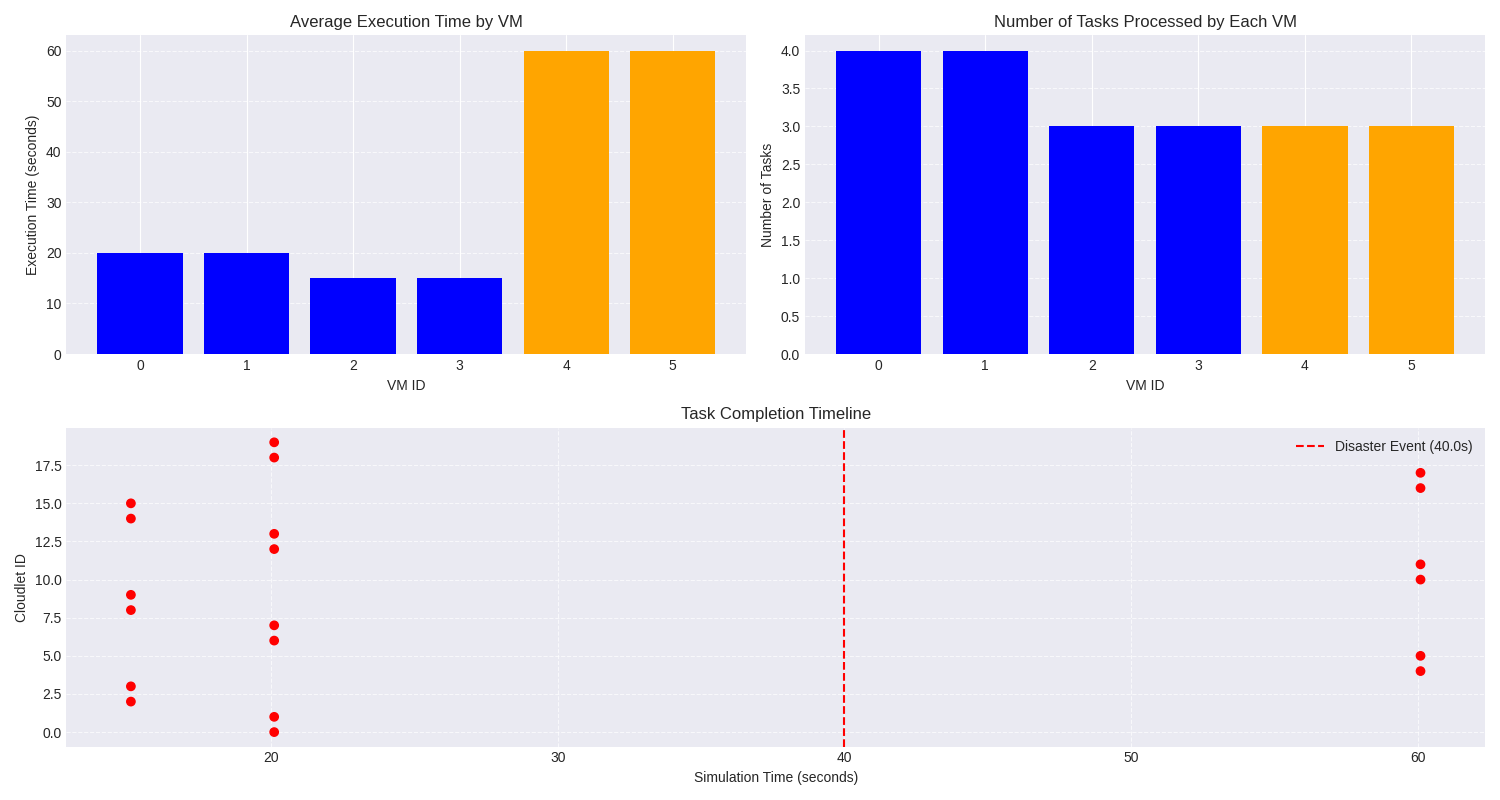 Average Execution Time by VM
Execution Time (seconds)
60
50
40
30
20
10
0
0 1 2 3 4 5
VM ID
Number of Tasks Processed by Each VM
Number of Tasks
4.0
3.5
3.0
2.5
2.0
1.5
1.0
0.5
0.0
0 1 2 3 4 5
VM ID
Task Completion Timeline
Disaster Event (40.0s)
Cloudlet ID
17.5
15.0
12.5
10.0
7.5
5.0
2.5
0.0
20 30 40 50 60
Simulation Time (seconds)